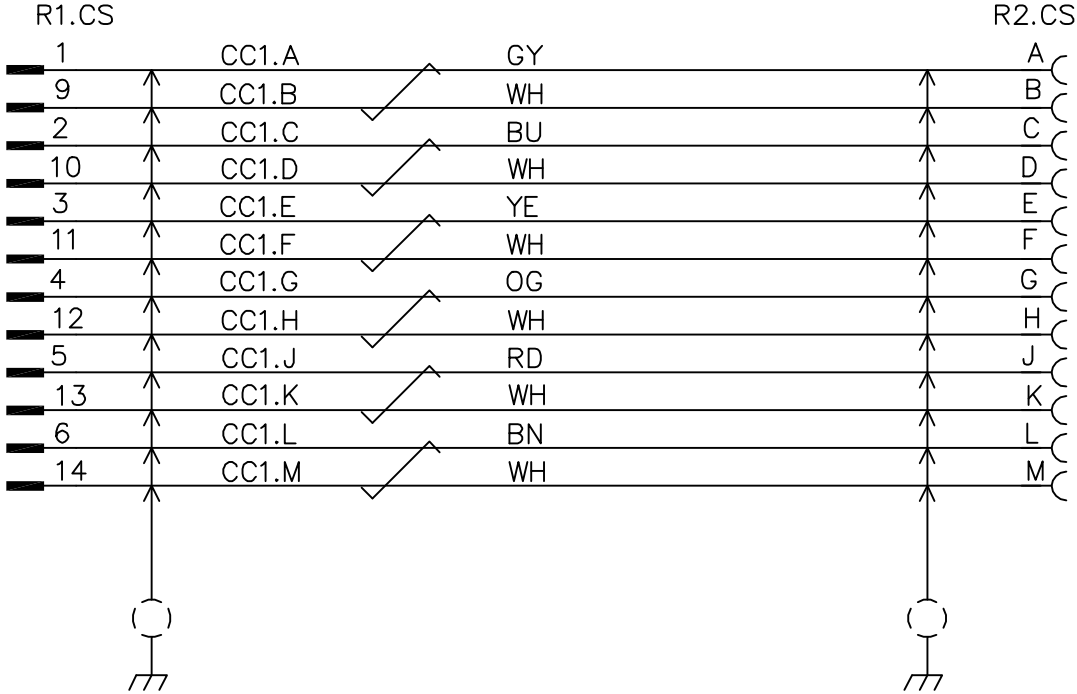 R1.CS R2.CS
1 CC1.A GY A
9 CC1.B WH B
2 CC1.C BU C
10 CC1.D WH D
3 CC1.E YE E
11 CC1.F WH F
4 CC1.G OG G
12 CC1.H WH H
5 CC1.J RD J
13 CC1.K WH K
6 CC1.L BN L
14 CC1.M WH M